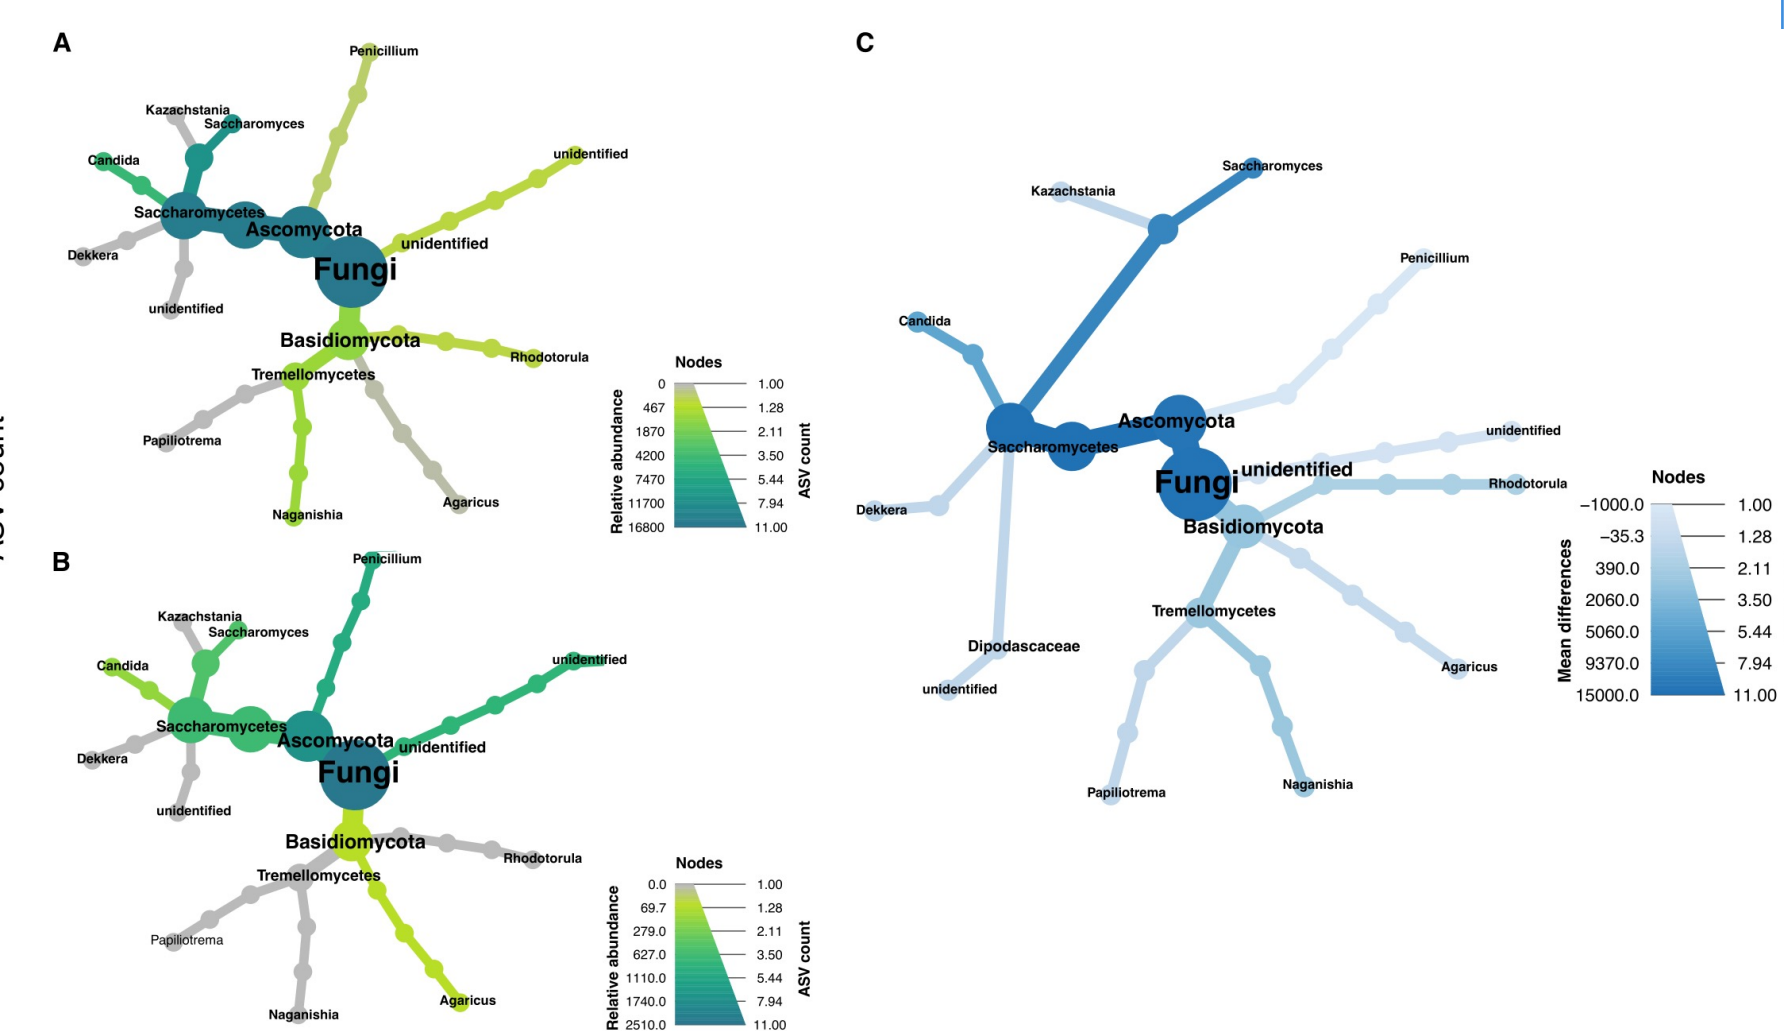 A
Penicillium
Kazachstania
Saccharomyces
Candida
unidentified
Saccharomycetes
Ascomycota
unidentified
Dekkera
Fungi
unidentified
Basidiomycota
Rhodotorula
Tremellomycetes
Papiliotrema
Agaricus
Naganishia
Nodes
Relative abundance
ASV count
0 1.00
467 1.28
1870 2.11
4200 3.50
7470 5.44
11700 7.94
16800 11.00
B
Penicillium
Kazachstania
Saccharomyces
Candida
unidentified
Saccharomycetes
Ascomycota
unidentified
Dekkera
Fungi
unidentified
Basidiomycota
Rhodotorula
Tremellomycetes
Papiliotrema
Agaricus
Naganishia
Nodes
Relative abundance
ASV count
0.0 1.00
69.7 1.28
279.0 2.11
627.0 3.50
1110.0 5.44
1740.0 7.94
2510.0 11.00
C
Saccharomyces
Kazachstania
Penicillium
Candida
Ascomycota
Saccharomycetes
unidentified
unidentified
Fungi
Rhodotorula
Dekkera
Basidiomycota
Tremellomycetes
Dipodascaceae
Agaricus
unidentified
Naganishia
Papiliotrema
Nodes
Mean differences
ASV count
−1000.0 1.00
−35.3 1.28
390.0 2.11
2060.0 3.50
5060.0 5.44
9370.0 7.94
15000.0 11.00